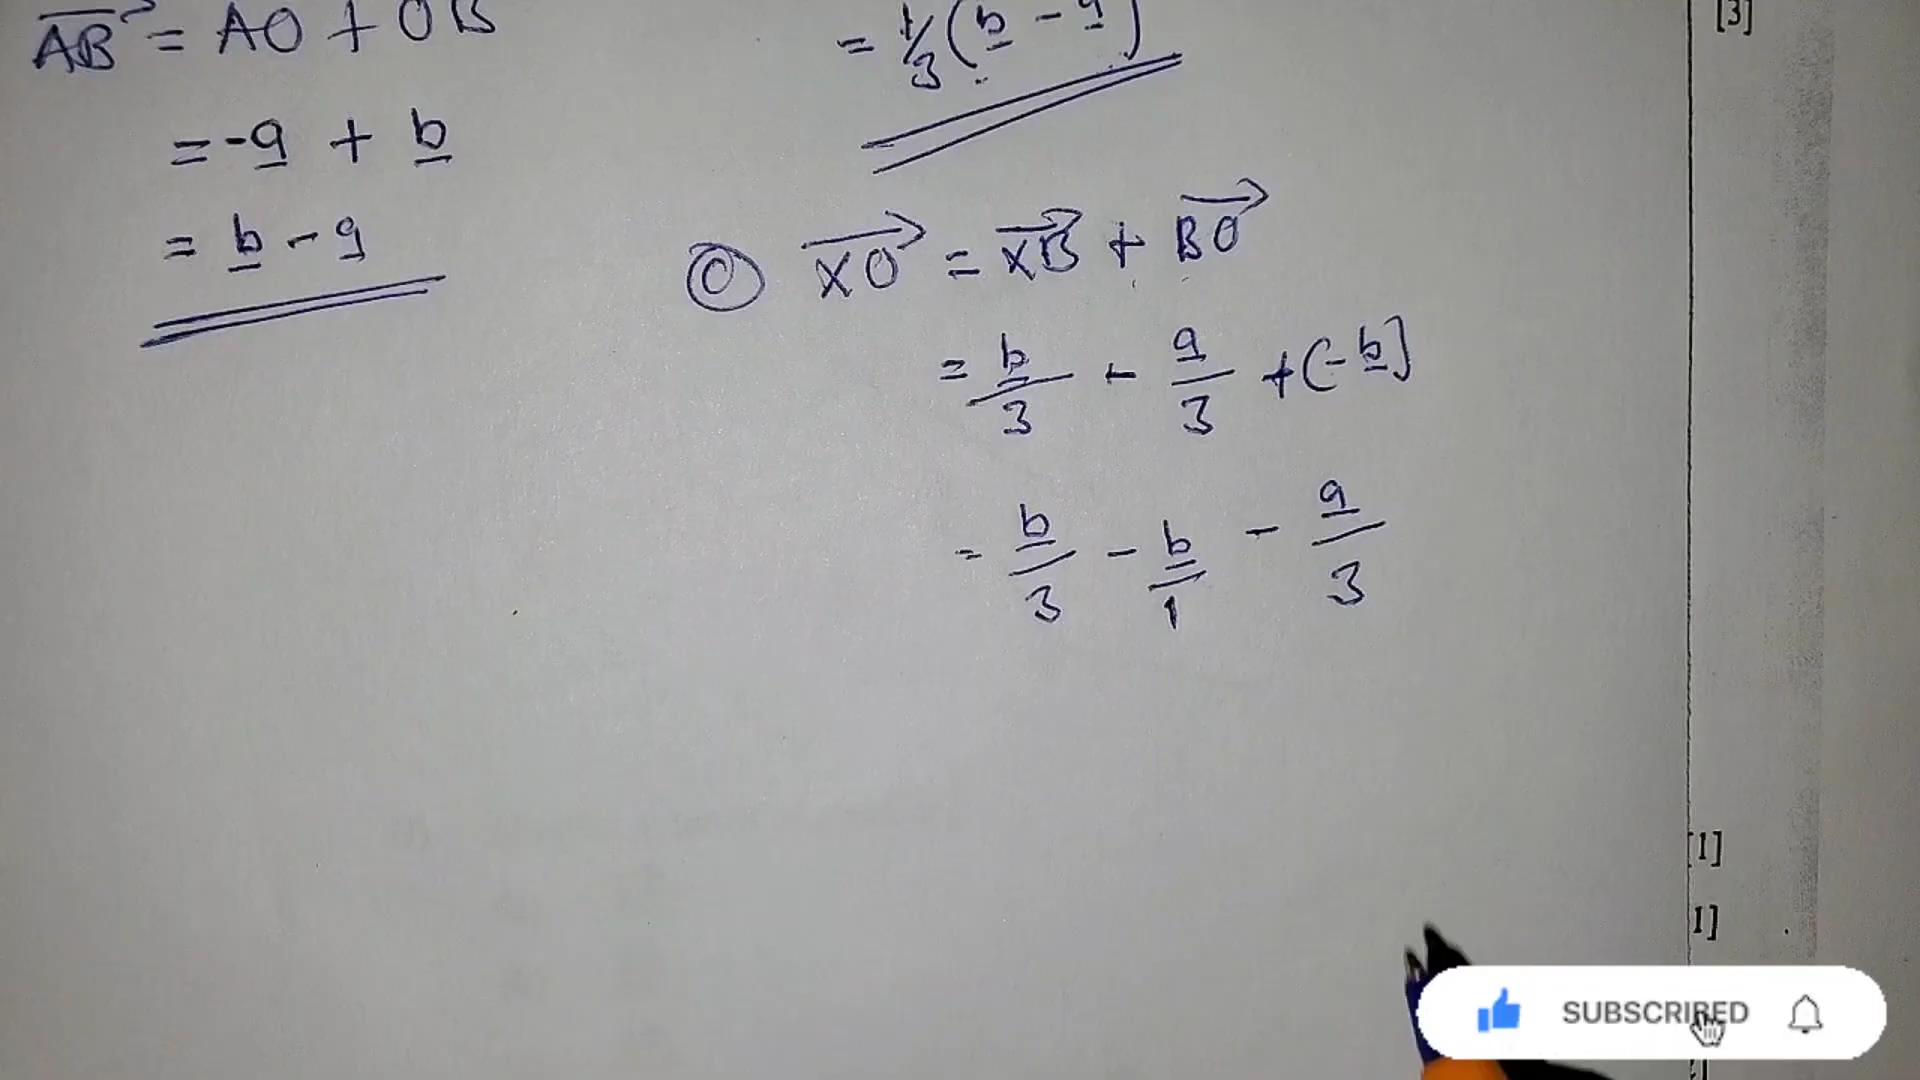 AB = AO + OB
= -a + b
= b - a
= 1/3 (b - a)
(c) XO = XB + BO
= b/3 - a/3 + (-b)
= b/3 - b/1 - a/3
[3]
[1]
1]
SUBSCRIBED